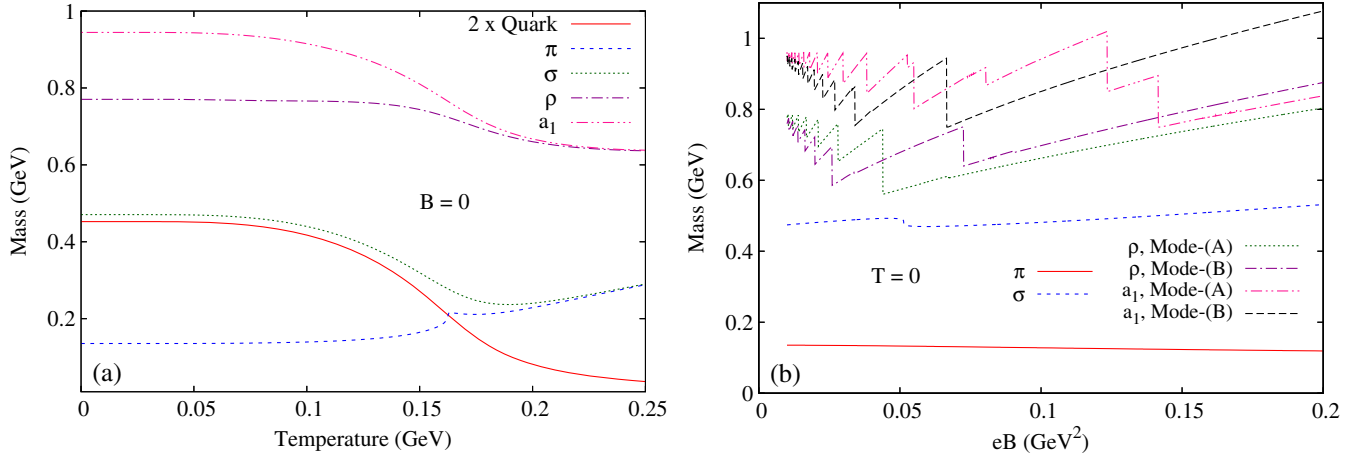 1
0.8
0.6
0.4
0.2
0
0.05
0.1
0.15
0.2
0.25
Mass (GeV)
Temperature (GeV)
2 x Quark
π
σ
ρ
a1
B = 0
(a)
1
0.8
0.6
0.4
0.2
0
0
0.05
0.1
0.15
0.2
Mass (GeV)
eB (GeV²)
T = 0
π
σ
ρ, Mode-(A)
ρ, Mode-(B)
a1, Mode-(A)
a1, Mode-(B)
(b)